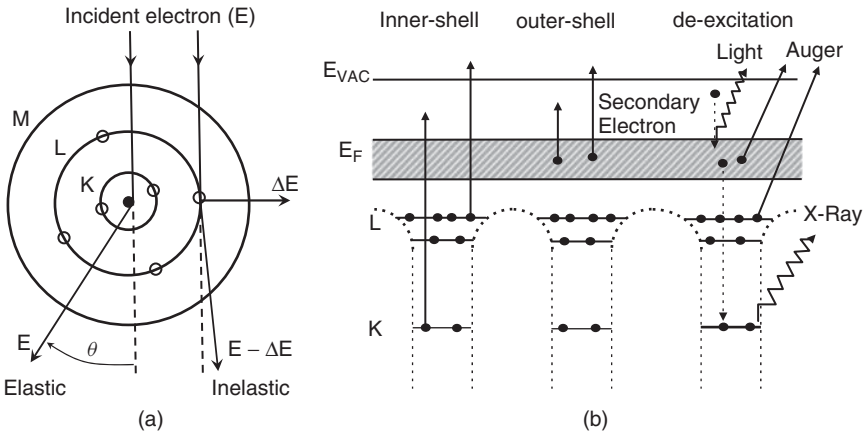 Incident electron (E)
M
L
K
ΔE
E
θ
E – ΔE
Elastic
Inelastic
(a)
Inner-shell outer-shell de-excitation
Light Auger
E_VAC
Secondary
Electron
E_F
L
X-Ray
K
(b)